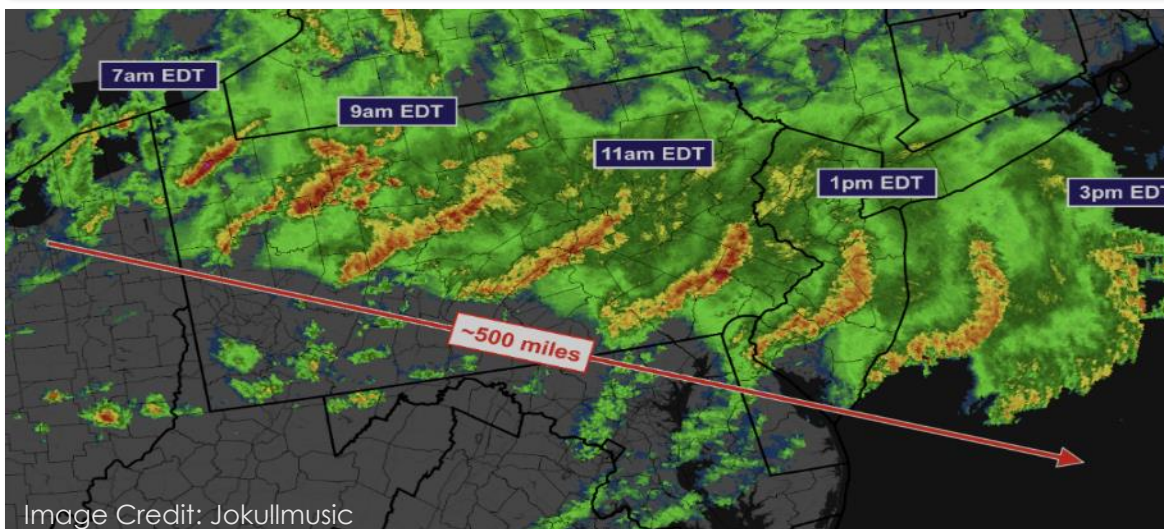 7am EDT
9am EDT
11am EDT
1pm EDT
3pm EDT
~500 miles
Image Credit: Jokullmusic